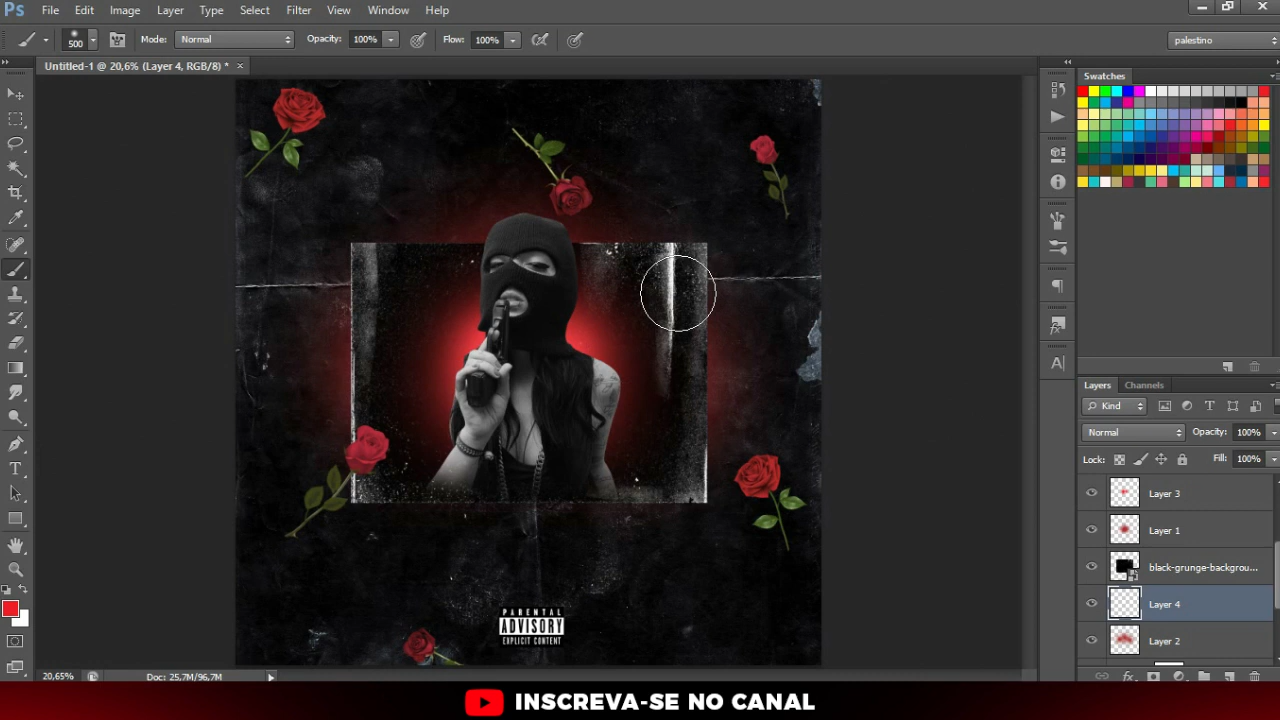 Ps File Edit Image Layer Type Select Filter View Window Help
500 Mode: Normal Opacity: 100% Flow: 100% palestino
Untitled-1 @ 20,6% (Layer 4, RGB/8) * ×
Swatches
Layers Channels
Kind
Normal Opacity: 100%
Lock: Fill: 100%
Layer 3
Layer 1
black-grunge-backgrou...
Layer 4
Layer 2
PARENTAL
ADVISORY
EXPLICIT CONTENT
20,65% Doc: 25,7M/96,7M
INSCREVA-SE NO CANAL